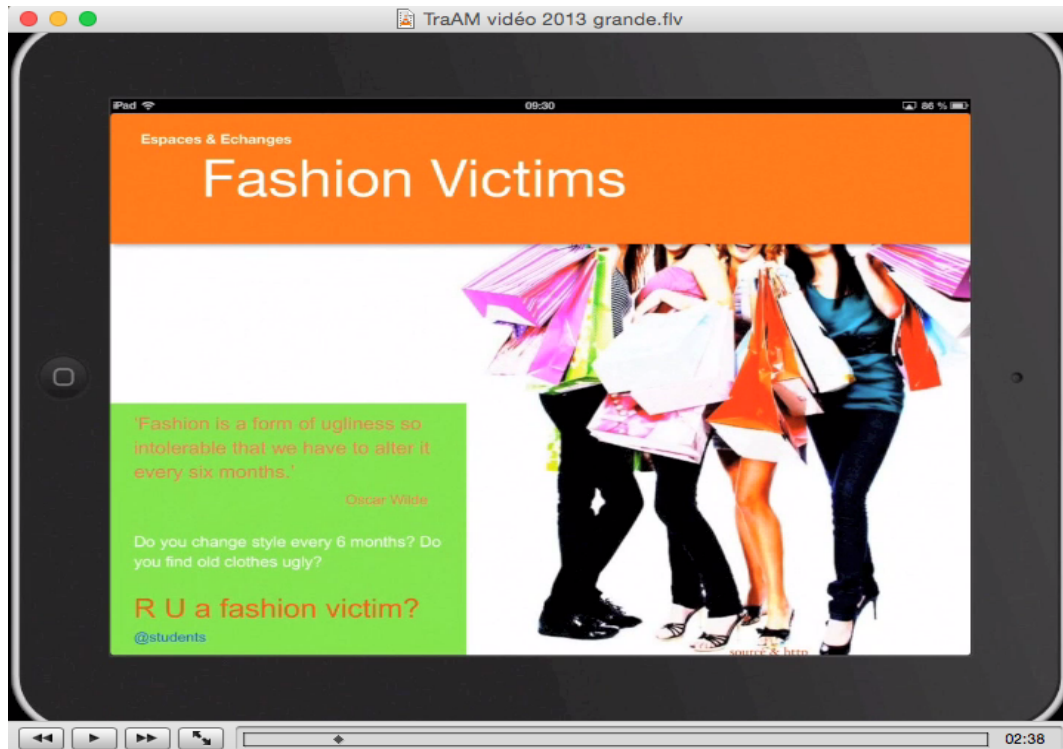 TraAM vidéo 2013 grande.flv
iPad 09:30 86 %
Espaces & Echanges
Fashion Victims
'Fashion is a form of ugliness so
intolerable that we have to alter it
every six months.'
Oscar Wilde
Do you change style every 6 months? Do
you find old clothes ugly?
R U a fashion victim?
@students
source & http
02:38